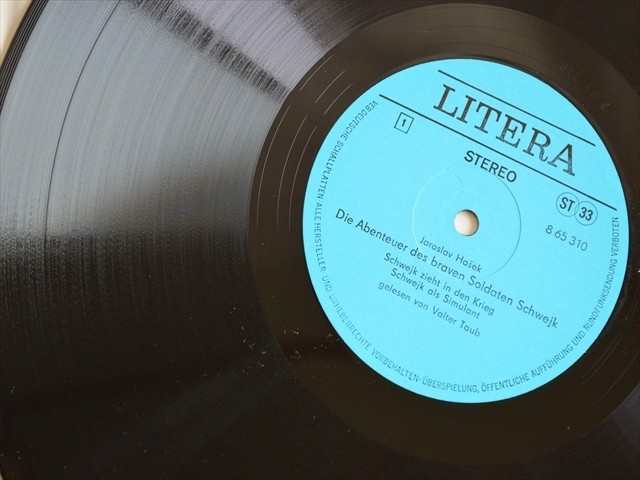 LITERA
1
STEREO
ST 33
8 65 310
Jaroslav Hašek
Die Abenteuer des braven Soldaten Schwejk
Schwejk zieht in den Krieg
Schwejk als Simulant
gelesen von Valter Taub
VEB DEUTSCHE SCHALLPLATTEN · ALLE HERSTELLER- UND URHEBERRECHTE VORBEHALTEN · ÜBERSPIELUNG, ÖFFENTLICHE AUFFÜHRUNG UND RUNDFUNKSENDUNG VERBOTEN